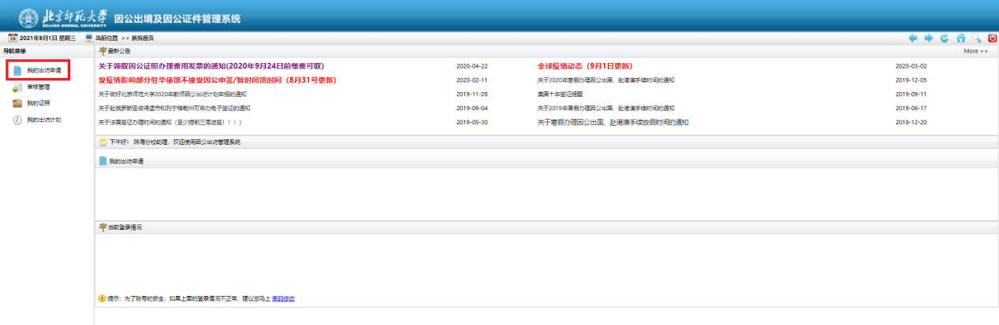 北京师范大学 因公出境及因公证件管理系统
BEIJING NORMAL UNIVERSITY
2021年9月1日 星期三 当前位置 >> 系统首页
导航菜单
我的出访申请
审核管理
我的证照
我的出访计划
最新公告 More >>
关于领取因公证照办理费用发票的通知(2020年9月24日前缴费可取) 2020-04-22 全球疫情动态（9月1日更新） 2020-03-02
受疫情影响部分驻华使馆不接受因公申签/暂时闭馆时间（8月31号更新） 2020-02-11 关于2020年寒假办理因公出国、赴港澳手续时间的通知 2019-12-05
关于做好北京师范大学2020年教师因公出访计划申报的通知 2019-11-28 美国十年签证提醒 2019-09-11
关于赴俄罗斯圣彼得堡市和列宁格勒州可申办电子签证的通知 2019-09-04 关于2019年暑假办理因公出国、赴港澳手续时间的通知 2019-06-17
关于法国签证办理时间的通知（至少提前三周送签！！！） 2019-05-30 关于寒假办理因公出国、赴港澳手续放假时间的通知 2018-12-20
下午好！ 珠海分校助理，欢迎使用因公出访管理系统
我的出访申请
当前登录情况
提示：为了账号的安全，如果上面的登录情况不正常，建议您马上 密码修改